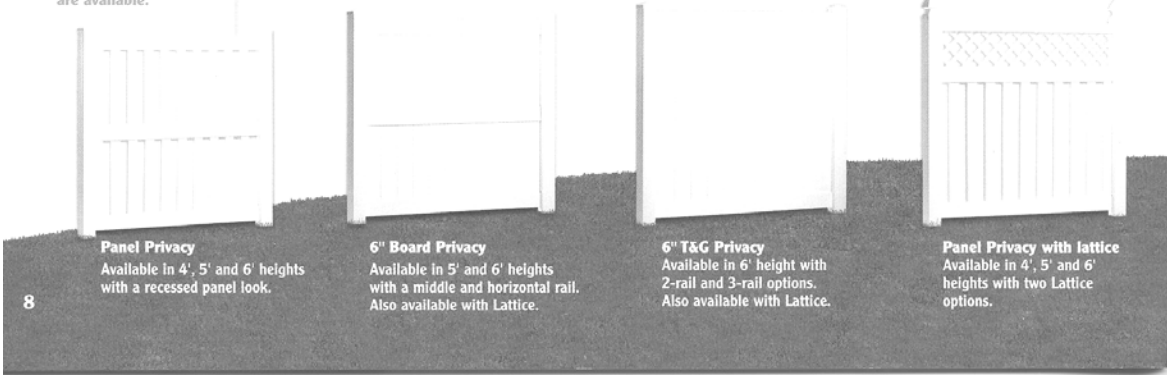 are available.
Panel Privacy
Available in 4', 5' and 6' heights
with a recessed panel look.
6" Board Privacy
Available in 5' and 6' heights
with a middle and horizontal rail.
Also available with Lattice.
6" T&G Privacy
Available in 6' height with
2-rail and 3-rail options.
Also available with Lattice.
Panel Privacy with lattice
Available in 4', 5' and 6'
heights with two Lattice
options.
8